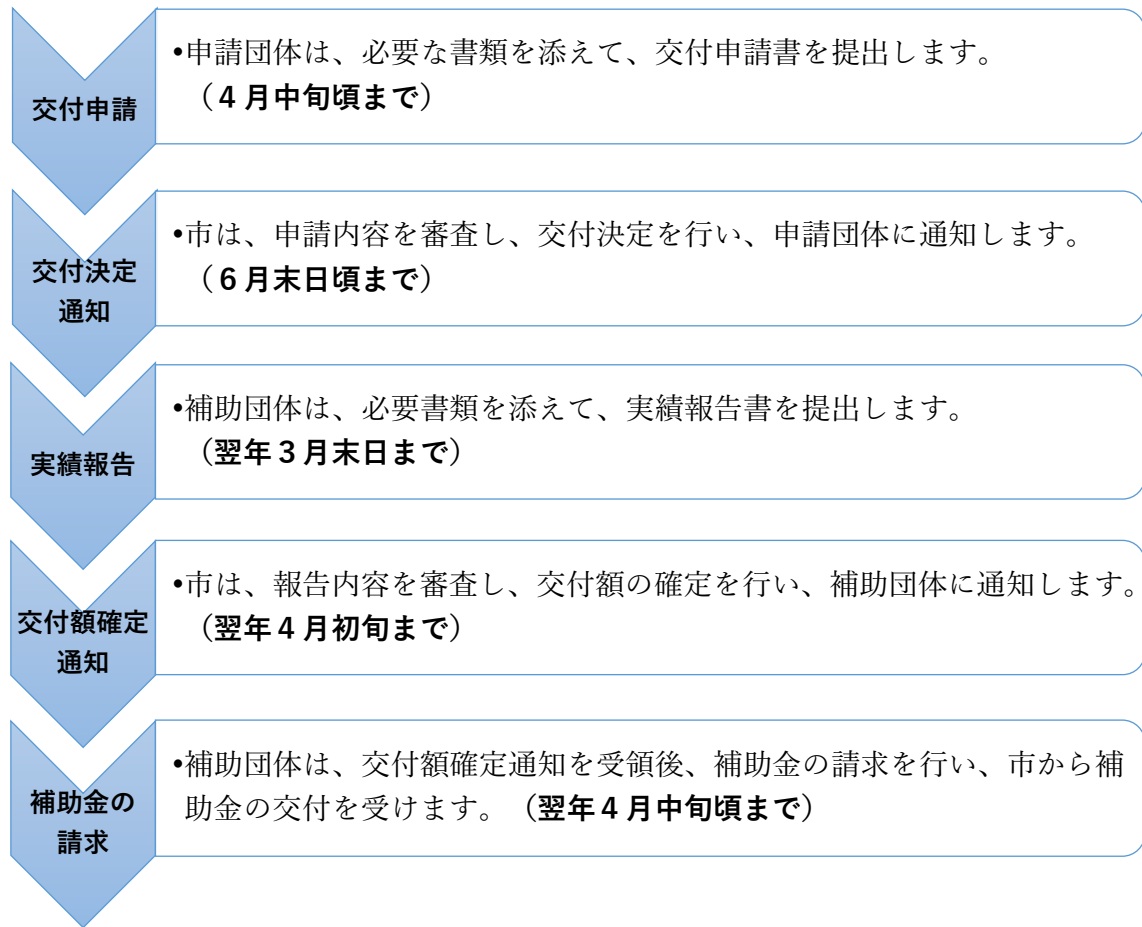 交付申請
•申請団体は、必要な書類を添えて、交付申請書を提出します。
（４月中旬頃まで）
交付決定
通知
•市は、申請内容を審査し、交付決定を行い、申請団体に通知します。
（６月末日頃まで）
実績報告
•補助団体は、必要書類を添えて、実績報告書を提出します。
（翌年３月末日まで）
交付額確定
通知
•市は、報告内容を審査し、交付額の確定を行い、補助団体に通知します。
（翌年４月初旬まで）
補助金の
請求
•補助団体は、交付額確定通知を受領後、補助金の請求を行い、市から補
助金の交付を受けます。（翌年４月中旬頃まで）